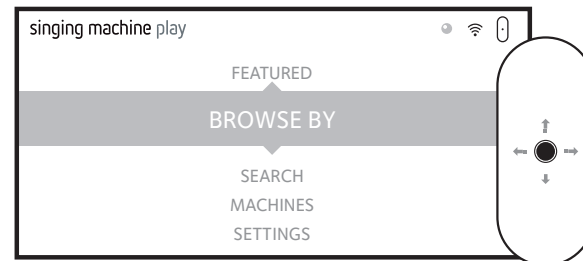 singing machine play
FEATURED
BROWSE BY
SEARCH
MACHINES
SETTINGS